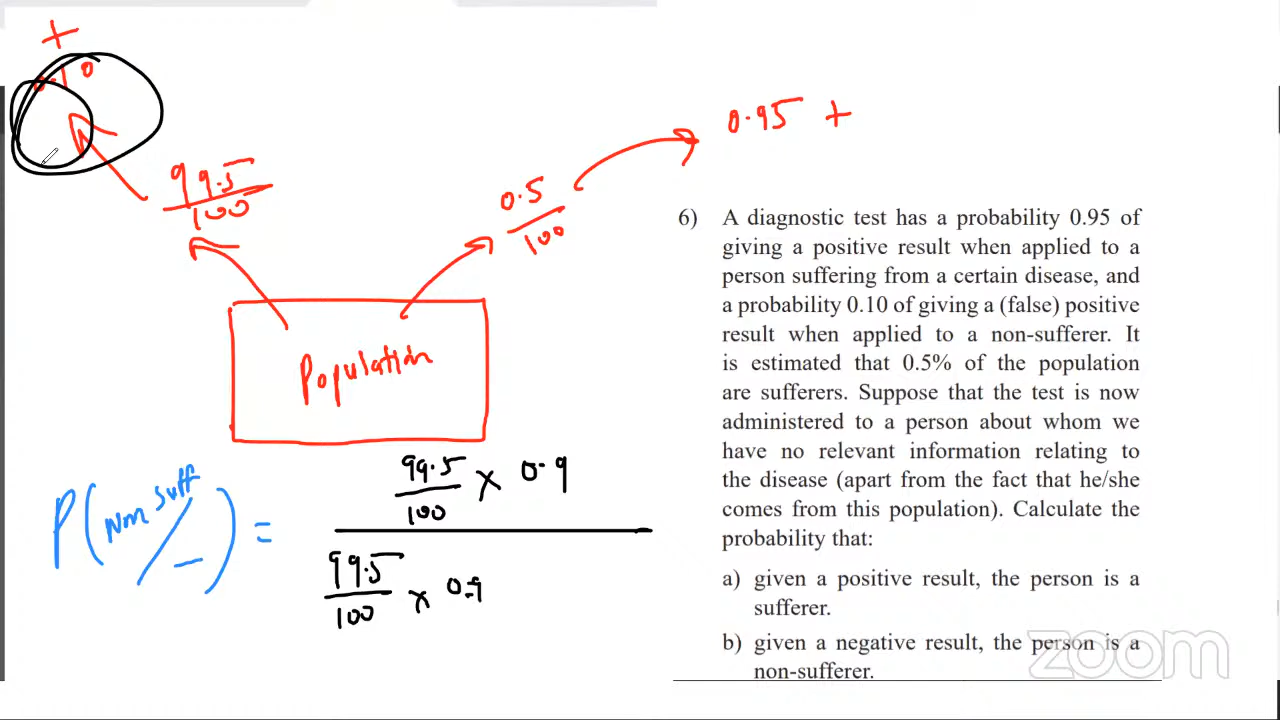 +
0.10
99.5
100
0.5
100
0.95 +
Population
P(Non Suff / -) =
99.5
100 × 0.9
99.5
100 × 0.9
6) A diagnostic test has a probability 0.95 of
giving a positive result when applied to a
person suffering from a certain disease, and
a probability 0.10 of giving a (false) positive
result when applied to a non-sufferer. It
is estimated that 0.5% of the population
are sufferers. Suppose that the test is now
administered to a person about whom we
have no relevant information relating to
the disease (apart from the fact that he/she
comes from this population). Calculate the
probability that:
a) given a positive result, the person is a
sufferer.
b) given a negative result, the person is a
non-sufferer.
zoom